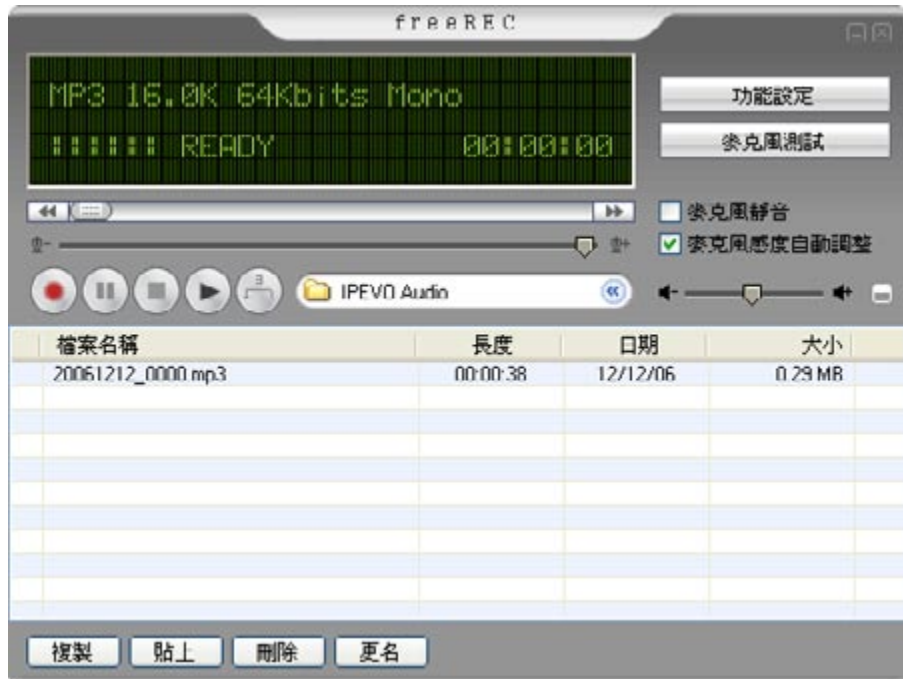 freeREC
MP3 16.0K 64Kbits Mono
READY 00:00:00
功能設定
麥克風測試
麥克風靜音
麥克風感度自動調整
3
IPEVO Audio
檔案名稱 長度 日期 大小
20061212_0000.mp3 00:00:38 12/12/06 0.29 MB
複製 貼上 刪除 更名